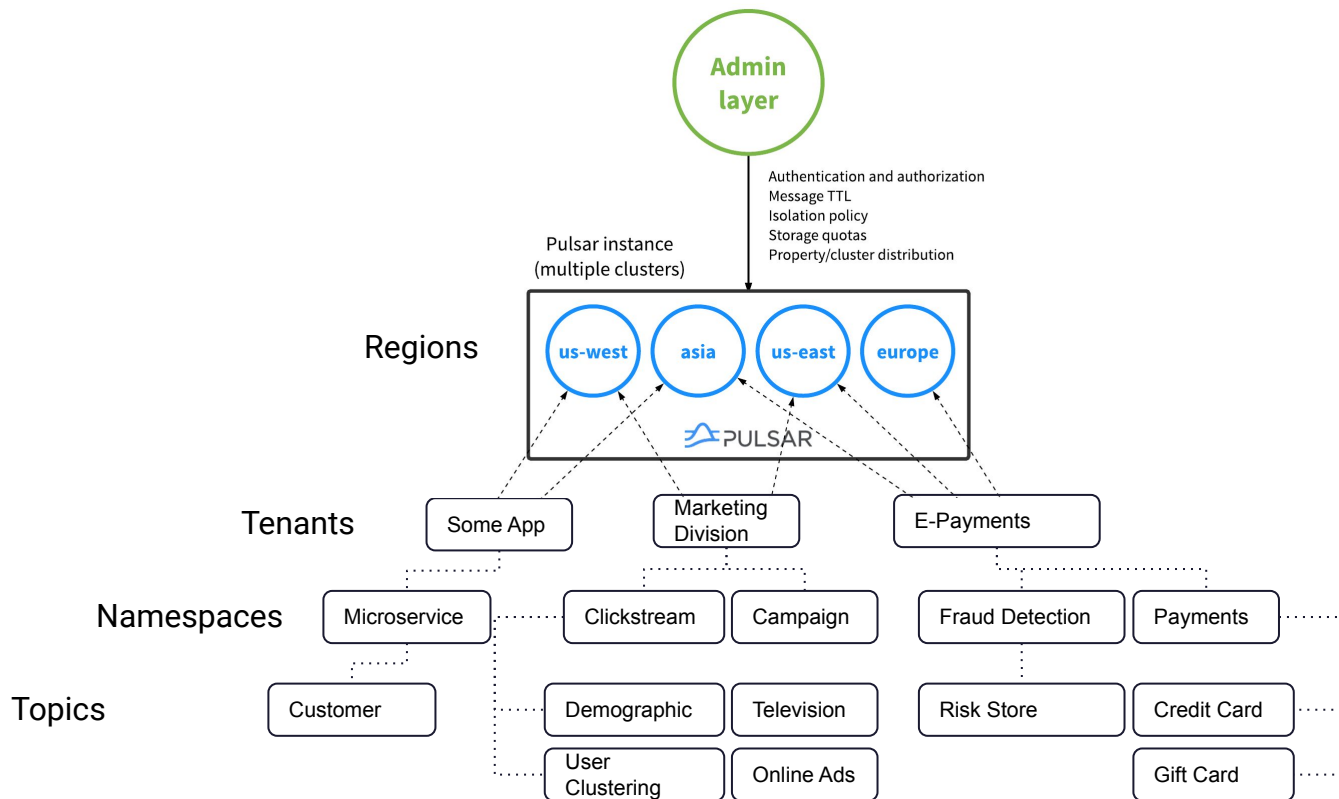 Admin
layer
Authentication and authorization
Message TTL
Isolation policy
Storage quotas
Property/cluster distribution
Pulsar instance
(multiple clusters)
Regions
us-west
asia
us-east
europe
PULSAR
Tenants
Some App
Marketing
Division
E-Payments
Namespaces
Microservice
Clickstream
Campaign
Fraud Detection
Payments
Topics
Customer
Demographic
Television
Risk Store
Credit Card
User
Clustering
Online Ads
Gift Card